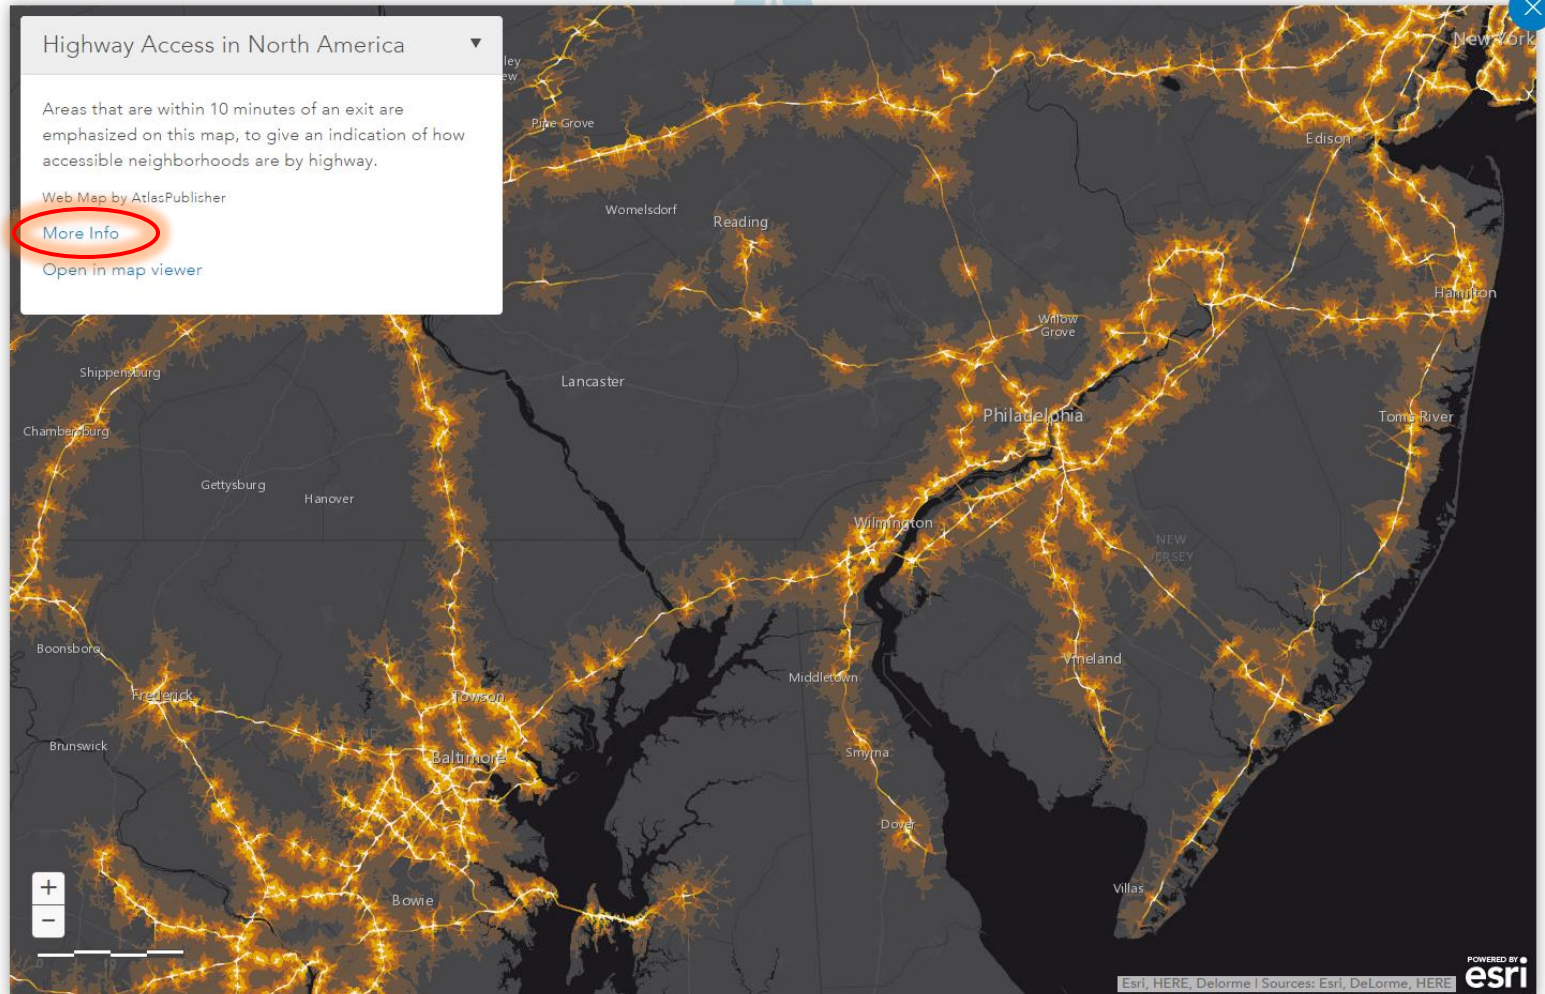 Highway Access in North America
Areas that are within 10 minutes of an exit are
emphasized on this map, to give an indication of how
accessible neighborhoods are by highway.
Web Map by AtlasPublisher
More Info
Open in map viewer
New York
ley
ew
Pine Grove
Edison
Womelsdorf
Reading
Hamilton
Willow
Grove
Shippensburg
Lancaster
Philadelphia
Toms River
Chambersburg
Gettysburg
Hanover
Wilmington
NEW
JERSEY
Boonsboro
Vineland
Middletown
Frederick
Towson
Brunswick
Baltimore
Smyrna
Dover
Villas
Bowie
+
−
POWERED BY
esri
Esri, HERE, Delorme | Sources: Esri, DeLorme, HERE